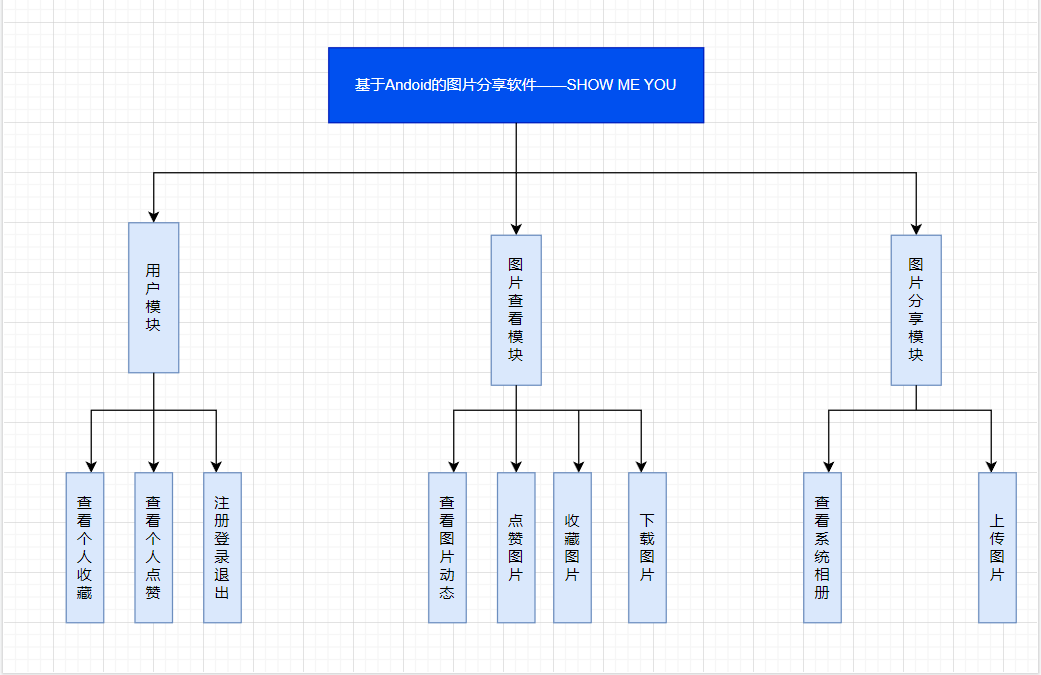 基于Andoid的图片分享软件——SHOW ME YOU
用户模块
图片查看模块
图片分享模块
查看个人收藏
查看个人点赞
注册登录退出
查看图片动态
点赞图片
收藏图片
下载图片
查看系统相册
上传图片